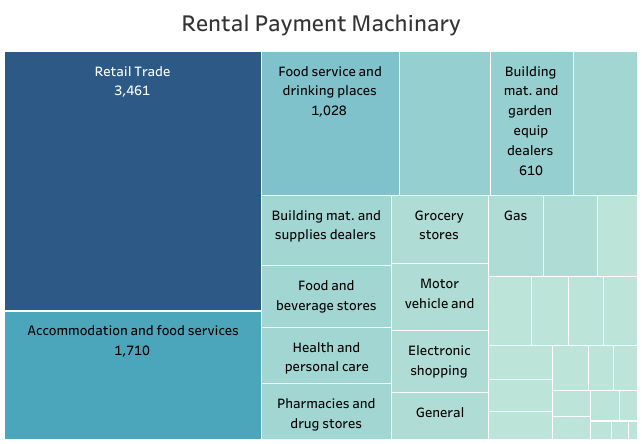 Rental Payment Machinary
Retail Trade
3,461
Food service and
drinking places
1,028
Building
mat. and
garden
equip
dealers
610
Building mat. and
supplies dealers
Grocery
stores
Gas
Food and
beverage stores
Motor
vehicle and
Accommodation and food services
1,710
Health and
personal care
Electronic
shopping
Pharmacies and
drug stores
General